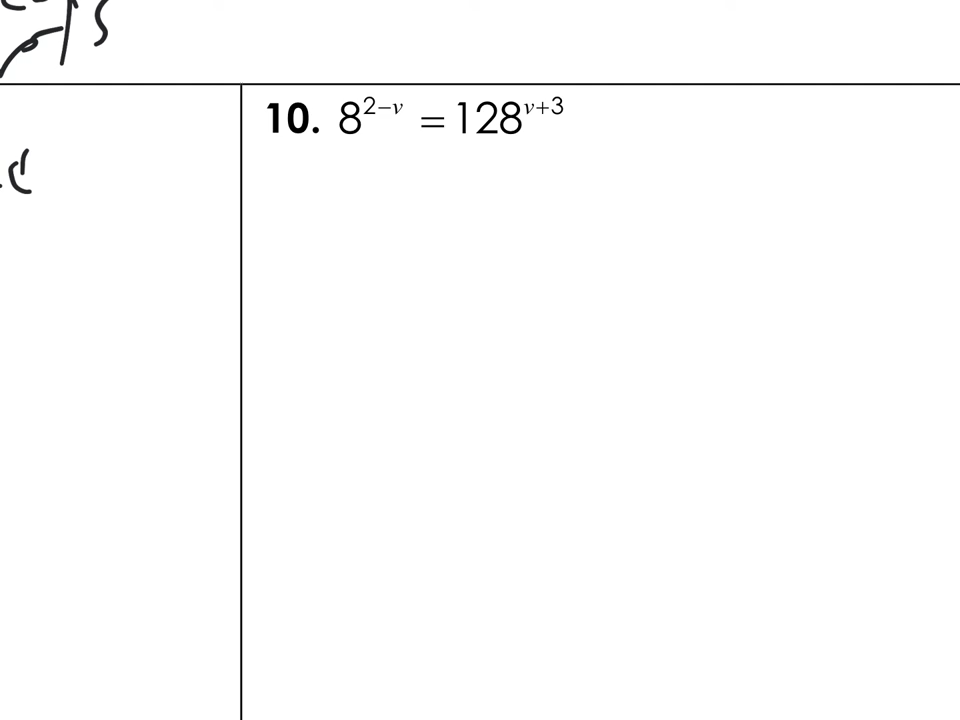 10. 8^{2-v} = 128^{v+3}